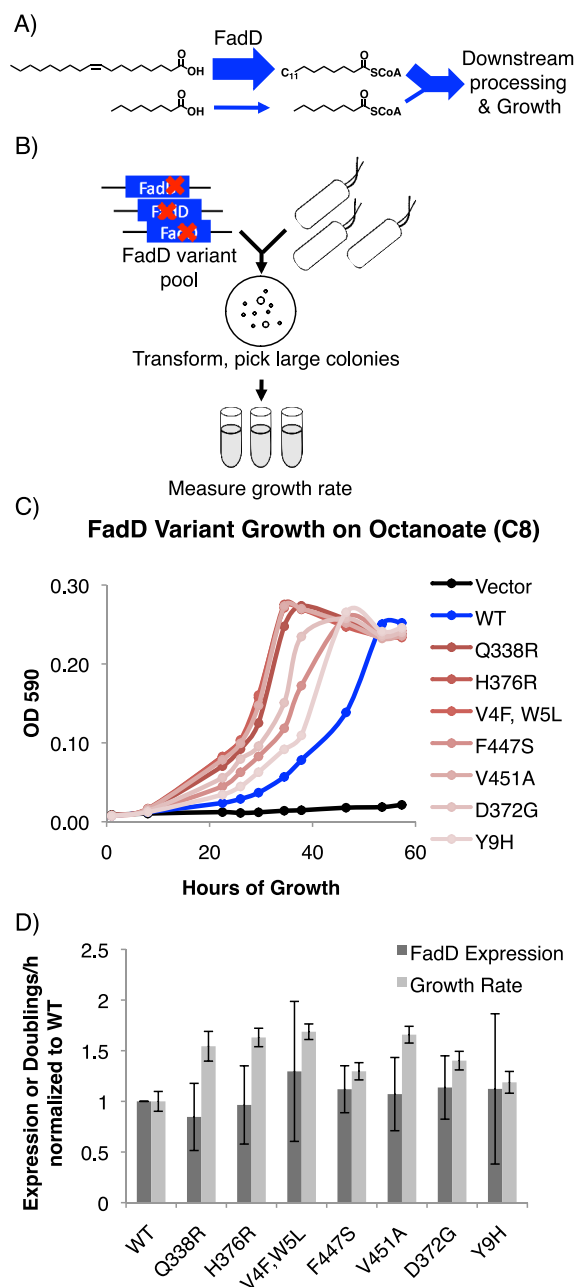 A)
FadD
O
OH
C11
O
SCoA
O
OH
O
SCoA
Downstream
processing
& Growth
B)
FadD
FadD
FadD variant
pool
Transform, pick large colonies
Measure growth rate
C)
FadD Variant Growth on Octanoate (C8)
OD 590
0.30
0.20
0.10
0.00
0
20
40
60
Hours of Growth
Vector
WT
Q338R
H376R
V4F, W5L
F447S
V451A
D372G
Y9H
D)
Expression or Doublings/h
normalized to WT
2.5
2
1.5
1
0.5
0
FadD Expression
Growth Rate
WT
Q338R
H376R
V4F,W5L
F447S
V451A
D372G
Y9H